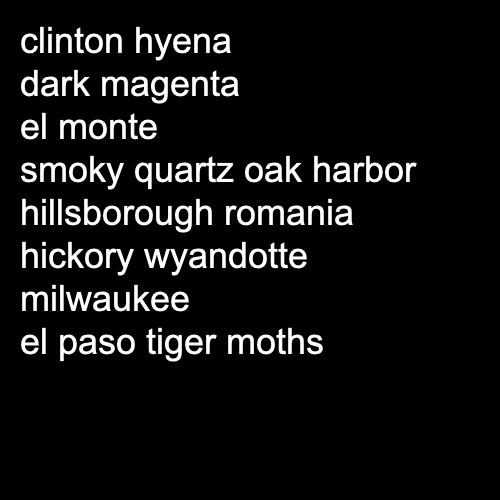 clinton hyena
dark magenta
el monte
smoky quartz oak harbor
hillsborough romania
hickory wyandotte
milwaukee
el paso tiger moths